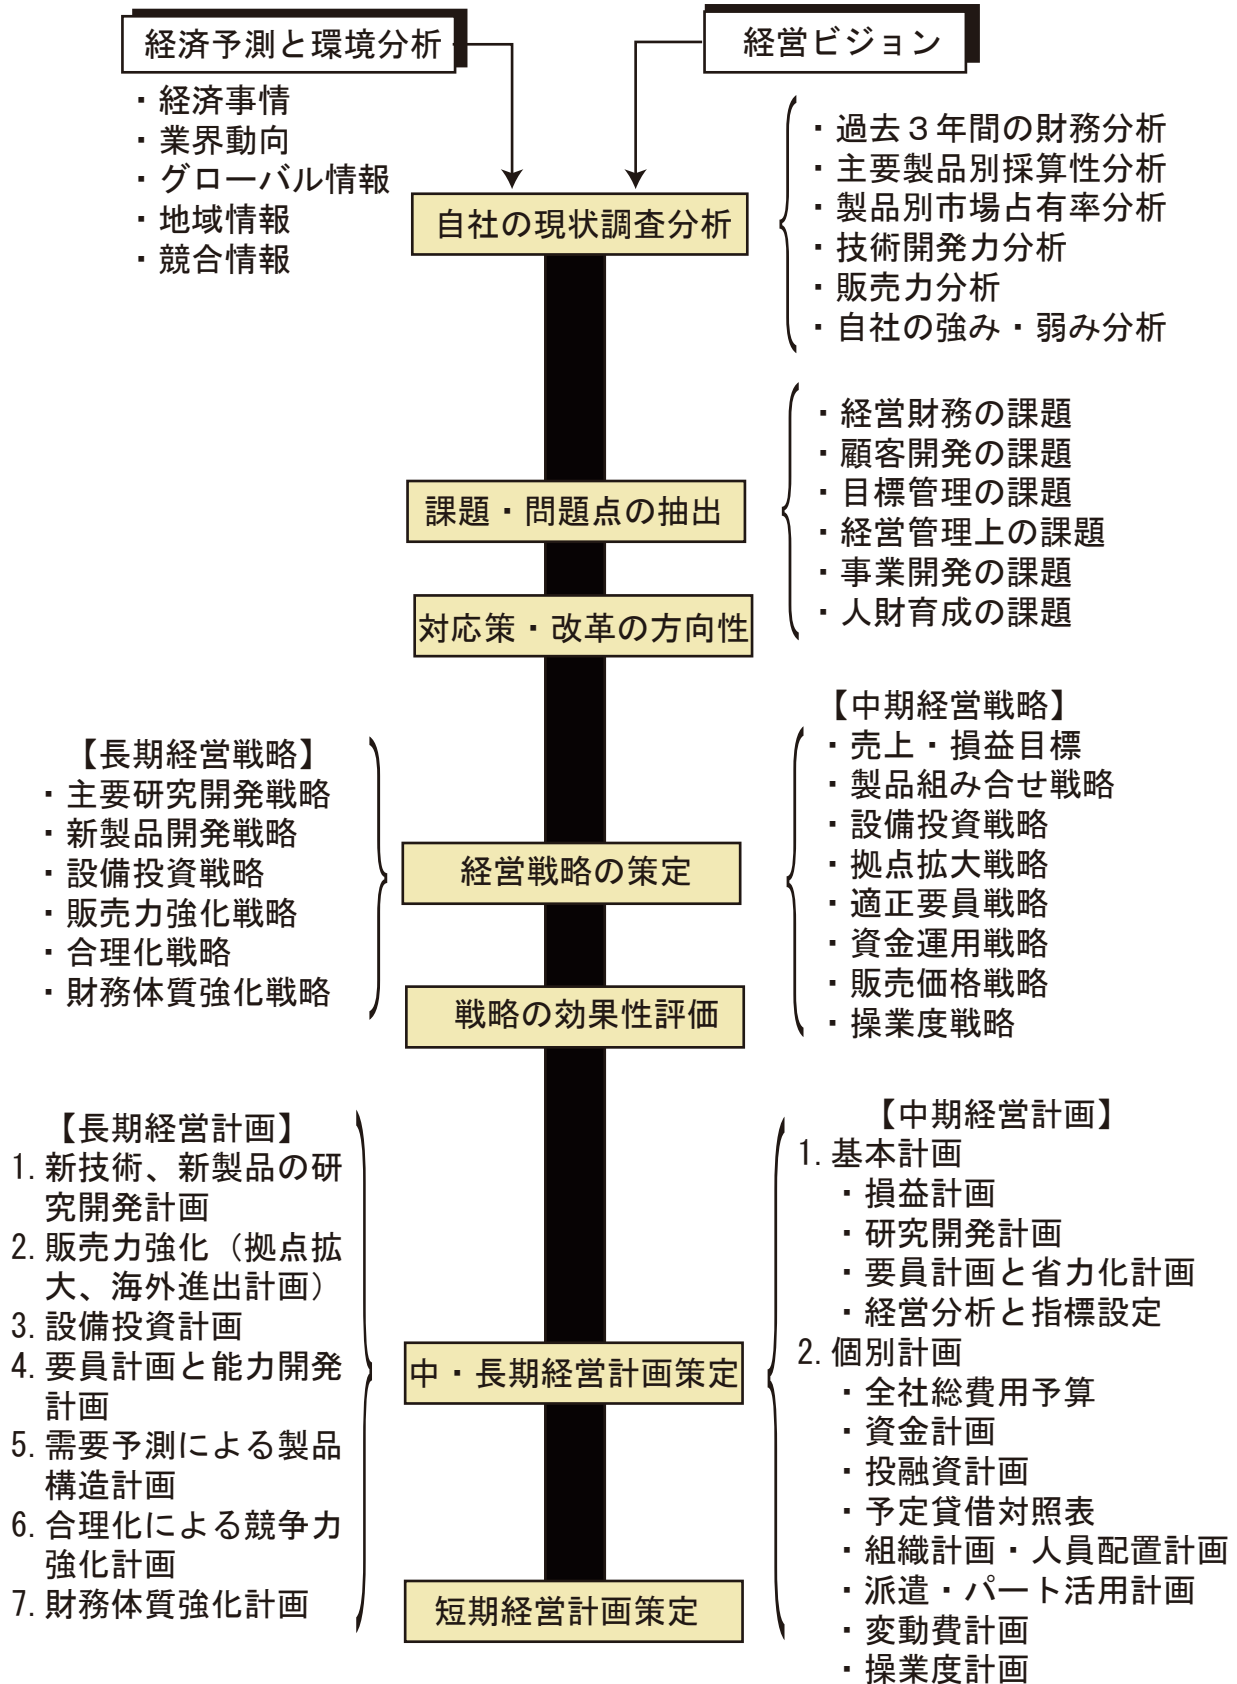 経済予測と環境分析
・経済事情
・業界動向
・グローバル情報
・地域情報
・競合情報
経営ビジョン
自社の現状調査分析
・過去３年間の財務分析
・主要製品別採算性分析
・製品別市場占有率分析
・技術開発力分析
・販売力分析
・自社の強み・弱み分析
課題・問題点の抽出
・経営財務の課題
・顧客開発の課題
・目標管理の課題
・経営管理上の課題
・事業開発の課題
・人財育成の課題
対応策・改革の方向性
【長期経営戦略】
・主要研究開発戦略
・新製品開発戦略
・設備投資戦略
・販売力強化戦略
・合理化戦略
・財務体質強化戦略
経営戦略の策定
【中期経営戦略】
・売上・損益目標
・製品組み合せ戦略
・設備投資戦略
・拠点拡大戦略
・適正要員戦略
・資金運用戦略
・販売価格戦略
・操業度戦略
戦略の効果性評価
【長期経営計画】
1. 新技術、新製品の研
究開発計画
2. 販売力強化（拠点拡
大、海外進出計画）
3. 設備投資計画
4. 要員計画と能力開発
計画
5. 需要予測による製品
構造計画
6. 合理化による競争力
強化計画
7. 財務体質強化計画
中・長期経営計画策定
【中期経営計画】
1. 基本計画
・損益計画
・研究開発計画
・要員計画と省力化計画
・経営分析と指標設定
2. 個別計画
・全社総費用予算
・資金計画
・投融資計画
・予定貸借対照表
・組織計画・人員配置計画
・派遣・パート活用計画
・変動費計画
・操業度計画
短期経営計画策定